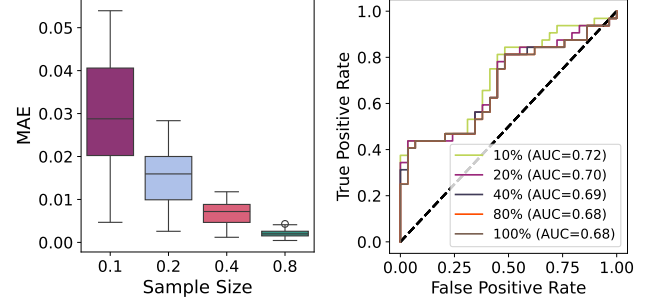 MAE
0.05
0.04
0.03
0.02
0.01
0.00
0.1 0.2 0.4 0.8
Sample Size
True Positive Rate
1.0
0.8
0.6
0.4
0.2
0.0
10% (AUC=0.72)
20% (AUC=0.70)
40% (AUC=0.69)
80% (AUC=0.68)
100% (AUC=0.68)
0.00 0.25 0.50 0.75 1.00
False Positive Rate